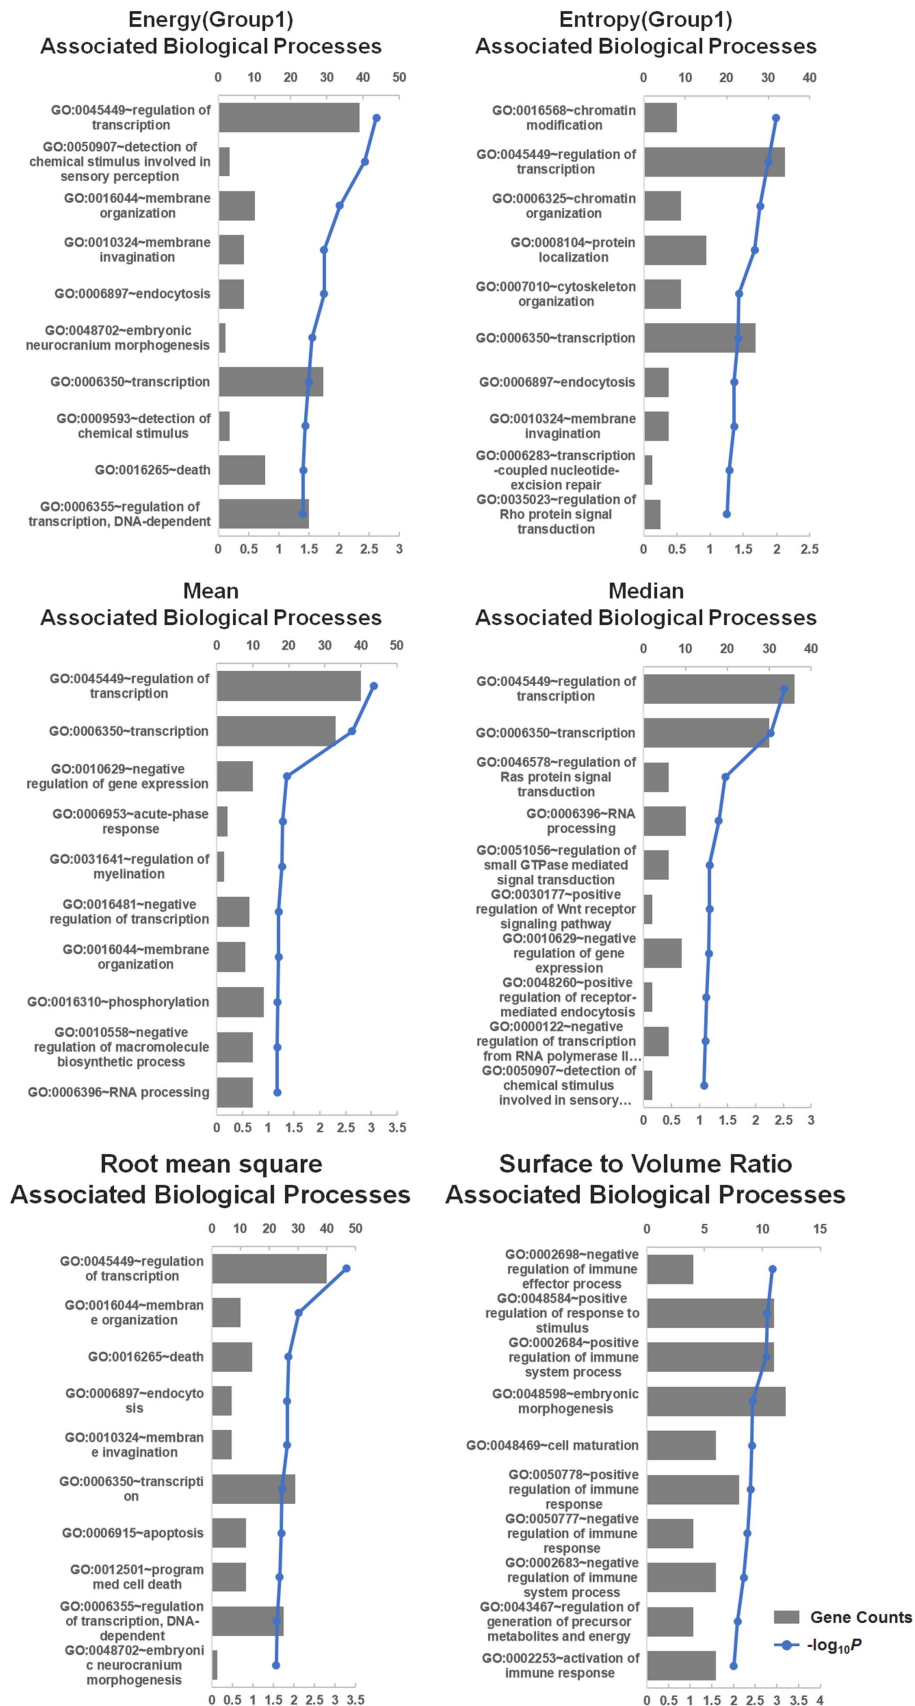 Energy(Group1)
Associated Biological Processes
0 10 20 30 40 50
GO:0045449~regulation of
transcription
GO:0050907~detection of
chemical stimulus involved in
sensory perception
GO:0016044~membrane
organization
GO:0010324~membrane
invagination
GO:0006897~endocytosis
GO:0048702~embryonic
neurocranium morphogenesis
GO:0006350~transcription
GO:0009593~detection of
chemical stimulus
GO:0016265~death
GO:0006355~regulation of
transcription, DNA-dependent
0 0.5 1 1.5 2 2.5 3
Entropy(Group1)
Associated Biological Processes
0 10 20 30 40
GO:0016568~chromatin
modification
GO:0045449~regulation of
transcription
GO:0006325~chromatin
organization
GO:0008104~protein
localization
GO:0007010~cytoskeleton
organization
GO:0006350~transcription
GO:0006897~endocytosis
GO:0010324~membrane
invagination
GO:0006283~transcription
-coupled nucleotide-
excision repair
GO:0035023~regulation of
Rho protein signal
transduction
0 0.5 1 1.5 2 2.5
Mean
Associated Biological Processes
0 10 20 30 40 50
GO:0045449~regulation of
transcription
GO:0006350~transcription
GO:0010629~negative
regulation of gene expression
GO:0006953~acute-phase
response
GO:0031641~regulation of
myelination
GO:0016481~negative
regulation of transcription
GO:0016044~membrane
organization
GO:0016310~phosphorylation
GO:0010558~negative
regulation of macromolecule
biosynthetic process
GO:0006396~RNA processing
0 0.5 1 1.5 2 2.5 3 3.5
Median
Associated Biological Processes
0 10 20 30 40
GO:0045449~regulation of
transcription
GO:0006350~transcription
GO:0046578~regulation of
Ras protein signal
transduction
GO:0006396~RNA
processing
GO:0051056~regulation of
small GTPase mediated
signal transduction
GO:0030177~positive
regulation of Wnt receptor
signaling pathway
GO:0010629~negative
regulation of gene
expression
GO:0048260~positive
regulation of receptor-
mediated endocytosis
GO:0000122~negative
regulation of transcription
from RNA polymerase II…
GO:0050907~detection of
chemical stimulus
involved in sensory…
0 0.5 1 1.5 2 2.5 3
Root mean square
Associated Biological Processes
0 10 20 30 40 50
GO:0045449~regulation
of transcription
GO:0016044~membran
e organization
GO:0016265~death
GO:0006897~endocyto
sis
GO:0010324~membran
e invagination
GO:0006350~transcripti
on
GO:0006915~apoptosis
GO:0012501~program
med cell death
GO:0006355~regulation
of transcription, DNA-
dependent
GO:0048702~embryoni
c neurocranium
morphogenesis
0 0.5 1 1.5 2 2.5 3 3.5
Surface to Volume Ratio
Associated Biological Processes
0 5 10 15
GO:0002698~negative
regulation of immune
effector process
GO:0048584~positive
regulation of response to
stimulus
GO:0002684~positive
regulation of immune
system process
GO:0048598~embryonic
morphogenesis
GO:0048469~cell maturation
GO:0050778~positive
regulation of immune
response
GO:0050777~negative
regulation of immune
response
GO:0002683~negative
regulation of immune
system process
GO:0043467~regulation of
generation of precursor
metabolites and energy
GO:0002253~activation of
immune response
0 0.5 1 1.5 2 2.5 3 3.5 4
Gene Counts
-log10P